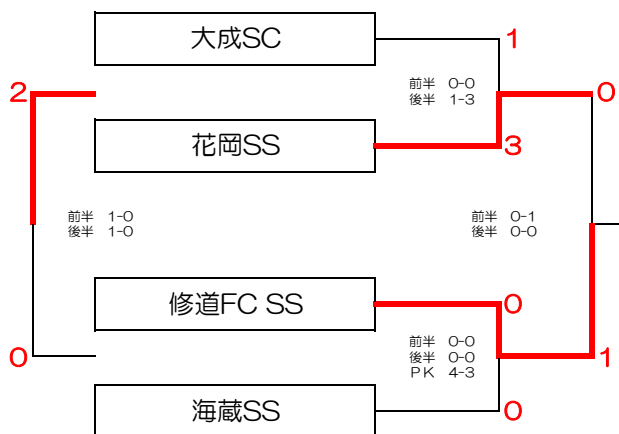 大成SC
1
前半 0-0
後半 1-3
2
0
花岡SS
3
前半 1-0
後半 1-0
前半 0-1
後半 0-0
修道FC SS
0
前半 0-0
後半 0-0
PK 4-3
0
1
海蔵SS
0